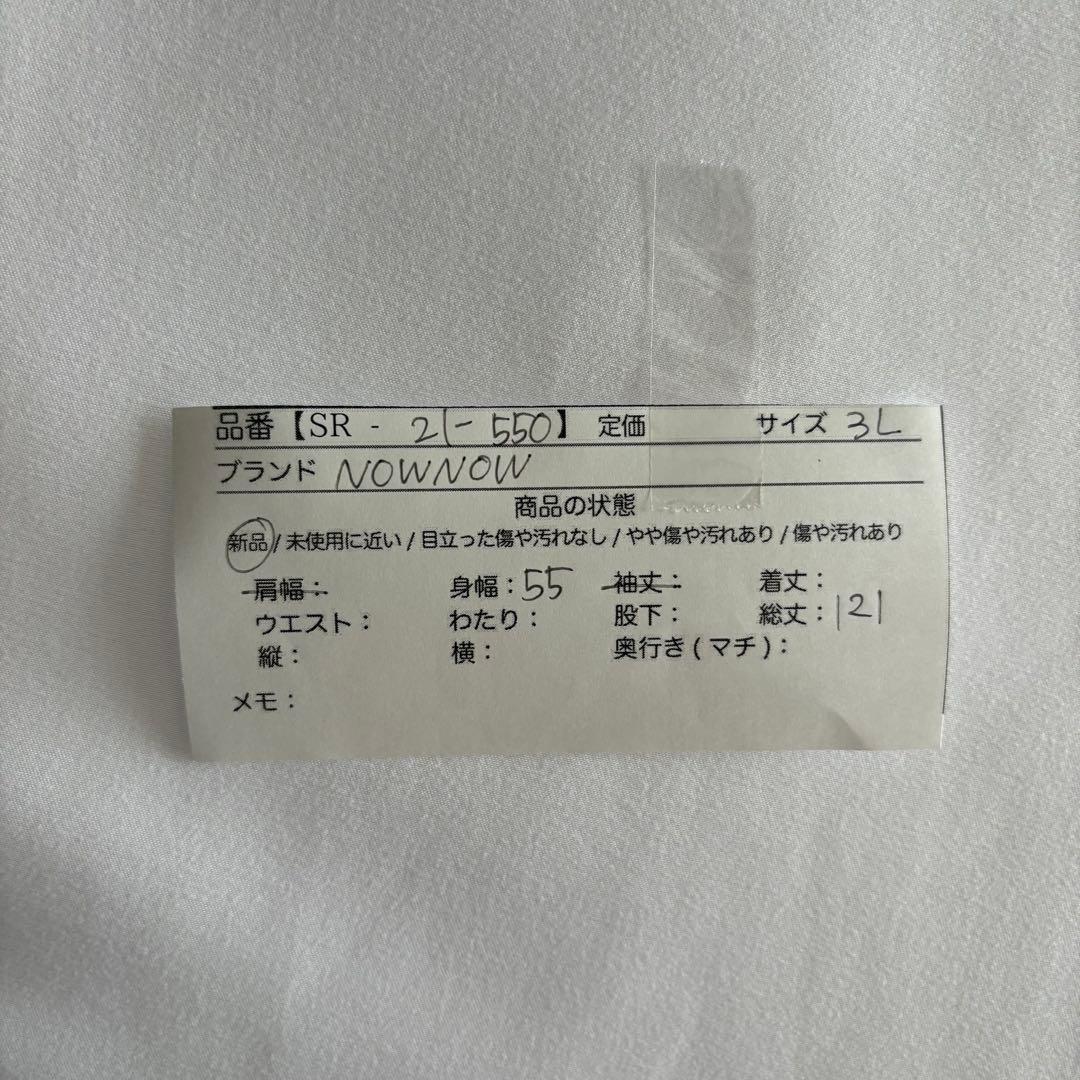 品番【SR - 21-550】 定価 サイズ 3L
ブランド NOWNOW
商品の状態
新品 / 未使用に近い / 目立った傷や汚れなし / やや傷や汚れあり / 傷や汚れあり
肩幅： 身幅：55 袖丈： 着丈：
ウエスト： わたり： 股下： 総丈：121
縦： 横： 奥行き ( マチ )：
メモ：